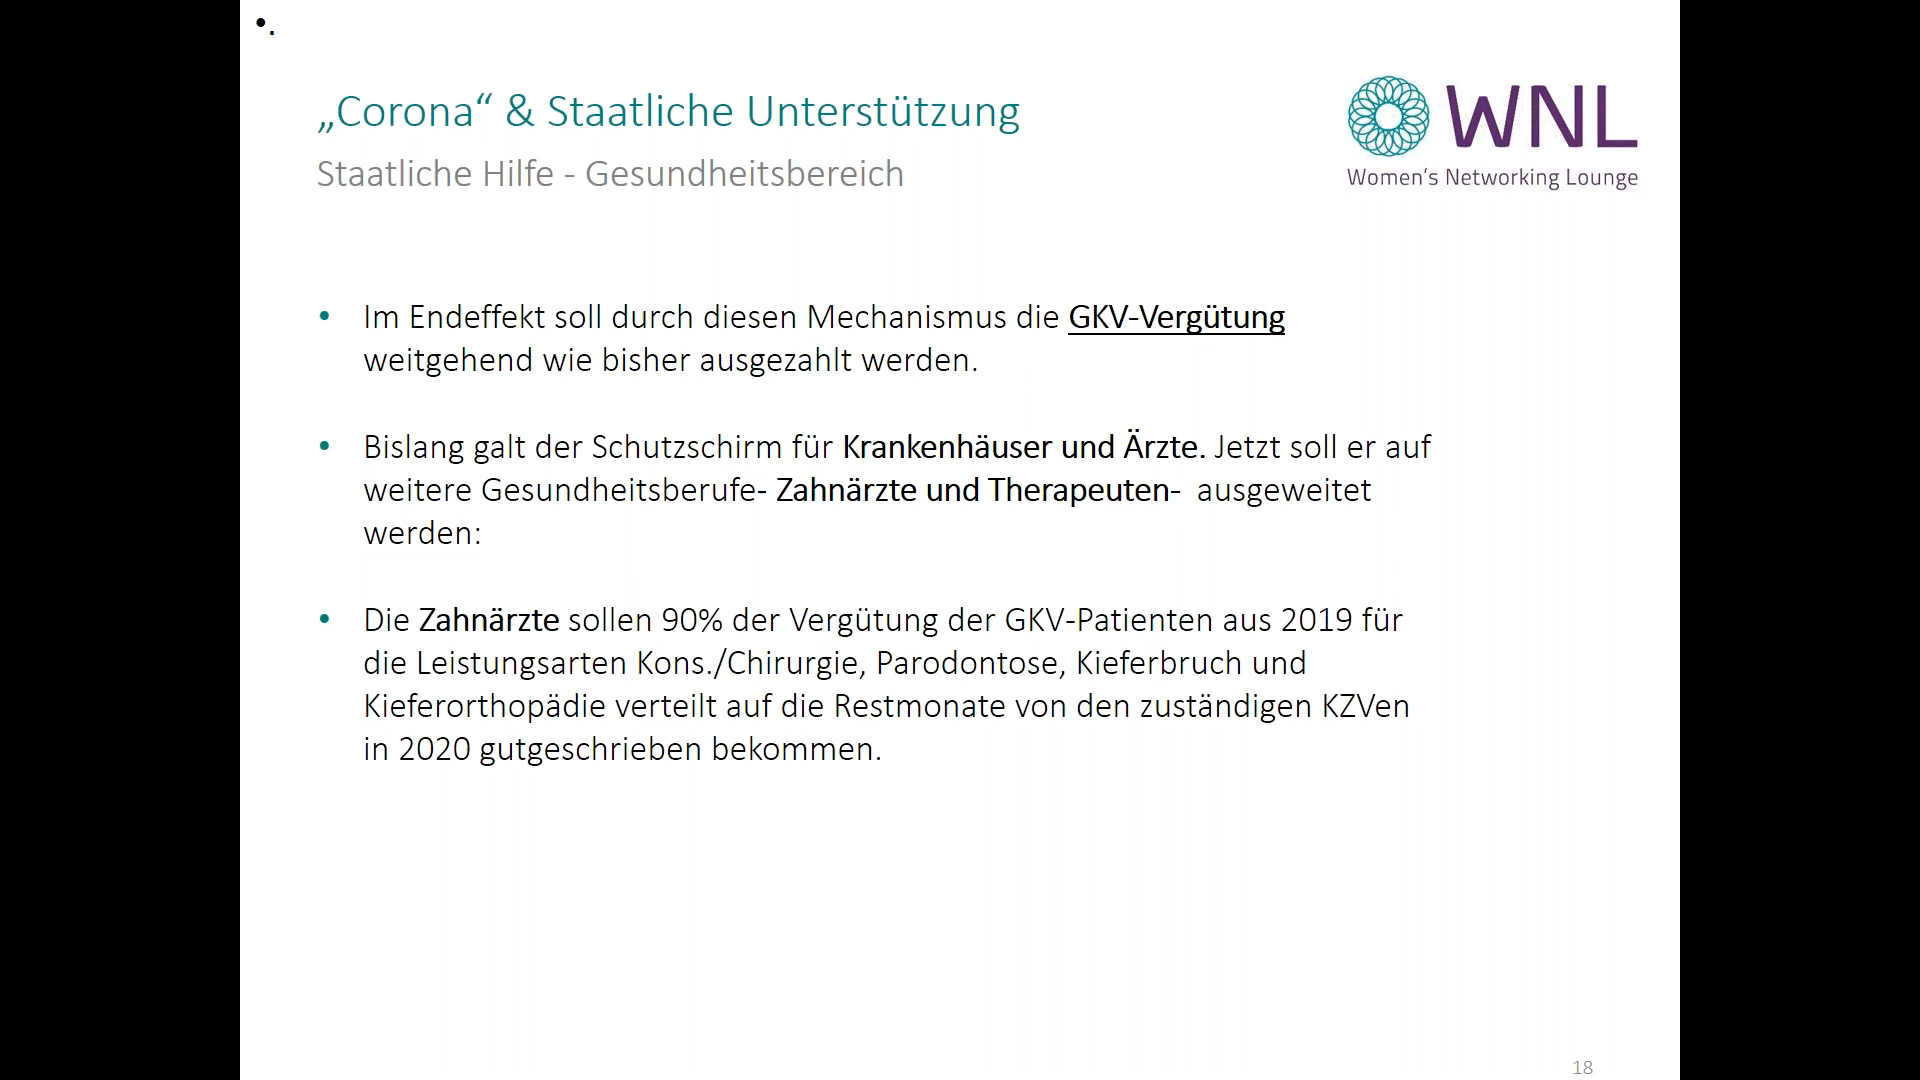 •.
„Corona“ & Staatliche Unterstützung
Staatliche Hilfe - Gesundheitsbereich
WNL
Women's Networking Lounge
• Im Endeffekt soll durch diesen Mechanismus die GKV-Vergütung
weitgehend wie bisher ausgezahlt werden.
• Bislang galt der Schutzschirm für Krankenhäuser und Ärzte. Jetzt soll er auf
weitere Gesundheitsberufe- Zahnärzte und Therapeuten- ausgeweitet
werden:
• Die Zahnärzte sollen 90% der Vergütung der GKV-Patienten aus 2019 für
die Leistungsarten Kons./Chirurgie, Parodontose, Kieferbruch und
Kieferorthopädie verteilt auf die Restmonate von den zuständigen KZVen
in 2020 gutgeschrieben bekommen.
18